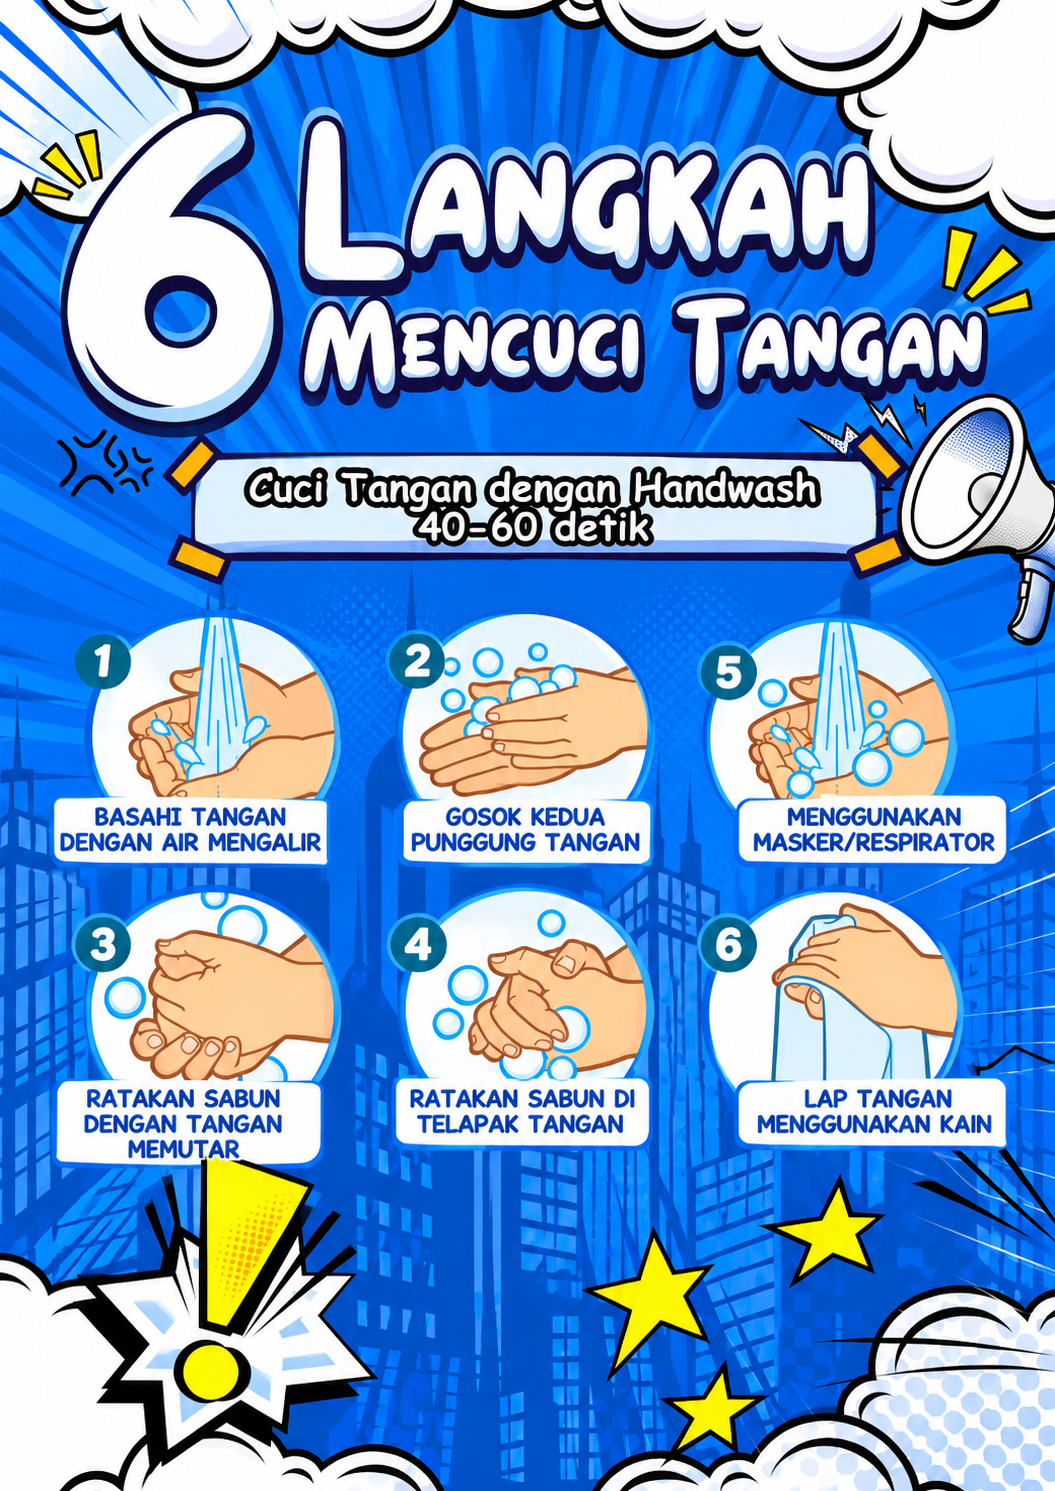 6 LANGKAH
MENCUCI TANGAN
Cuci Tangan dengan Handwash
40-60 detik
1
BASAHI TANGAN
DENGAN AIR MENGALIR
2
GOSOK KEDUA
PUNGGUNG TANGAN
5
MENGGUNAKAN
MASKER/RESPIRATOR
3
RATAKAN SABUN
DENGAN TANGAN
MEMUTAR
4
RATAKAN SABUN DI
TELAPAK TANGAN
6
LAP TANGAN
MENGGUNAKAN KAIN